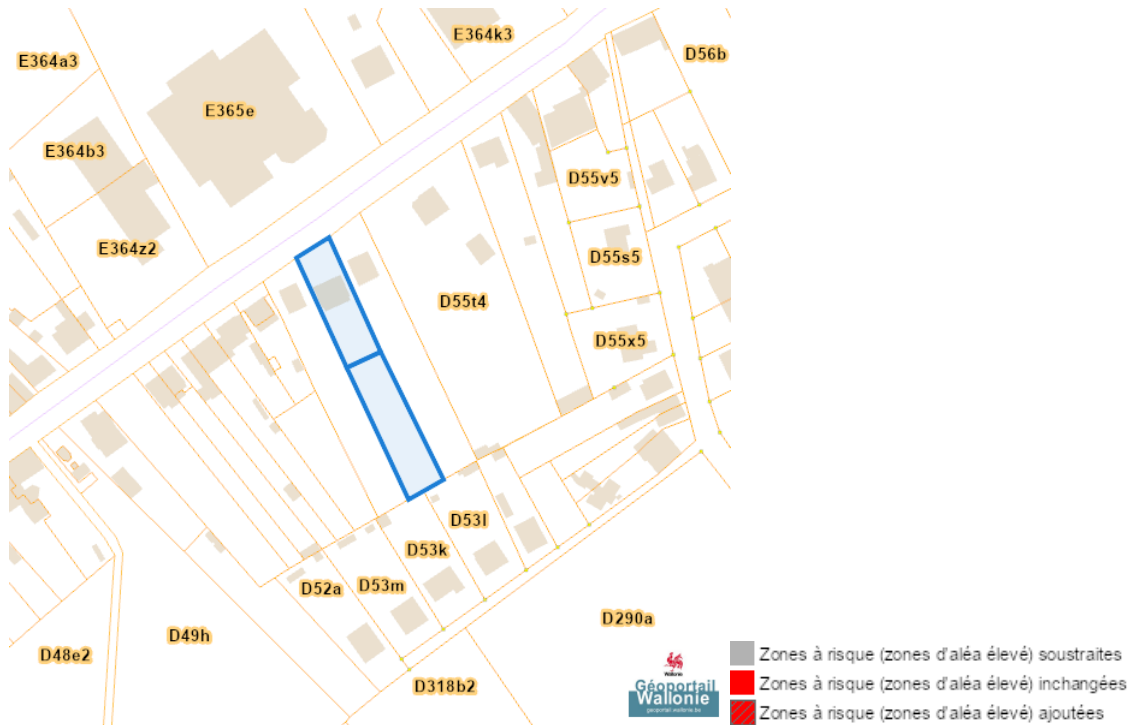 E364k3
E364a3
D56b
E365e
E364b3
D55v5
E364z2
D55s5
D55t4
D55x5
D53l
D53k
D52a
D53m
D290a
D49h
D48e2
D318b2
Wallonie
Géoportail
Wallonie
geoportail.wallonie.be
Zones à risque (zones d'aléa élevé) soustraites
Zones à risque (zones d'aléa élevé) inchangées
Zones à risque (zones d'aléa élevé) ajoutées